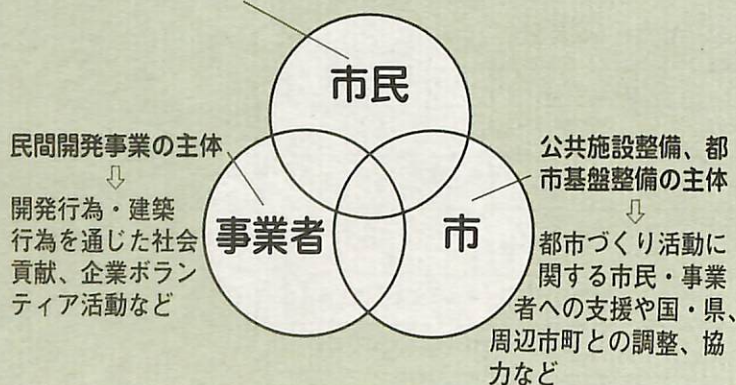 市民
民間開発事業の主体
⇩
開発行為・建築
行為を通じた社会
貢献、企業ボラン
ティア活動など
事業者
市
公共施設整備、都
市基盤整備の主体
⇩
都市づくり活動に
関する市民・事業
者への支援や国・県、
周辺市町との調整、協
力など